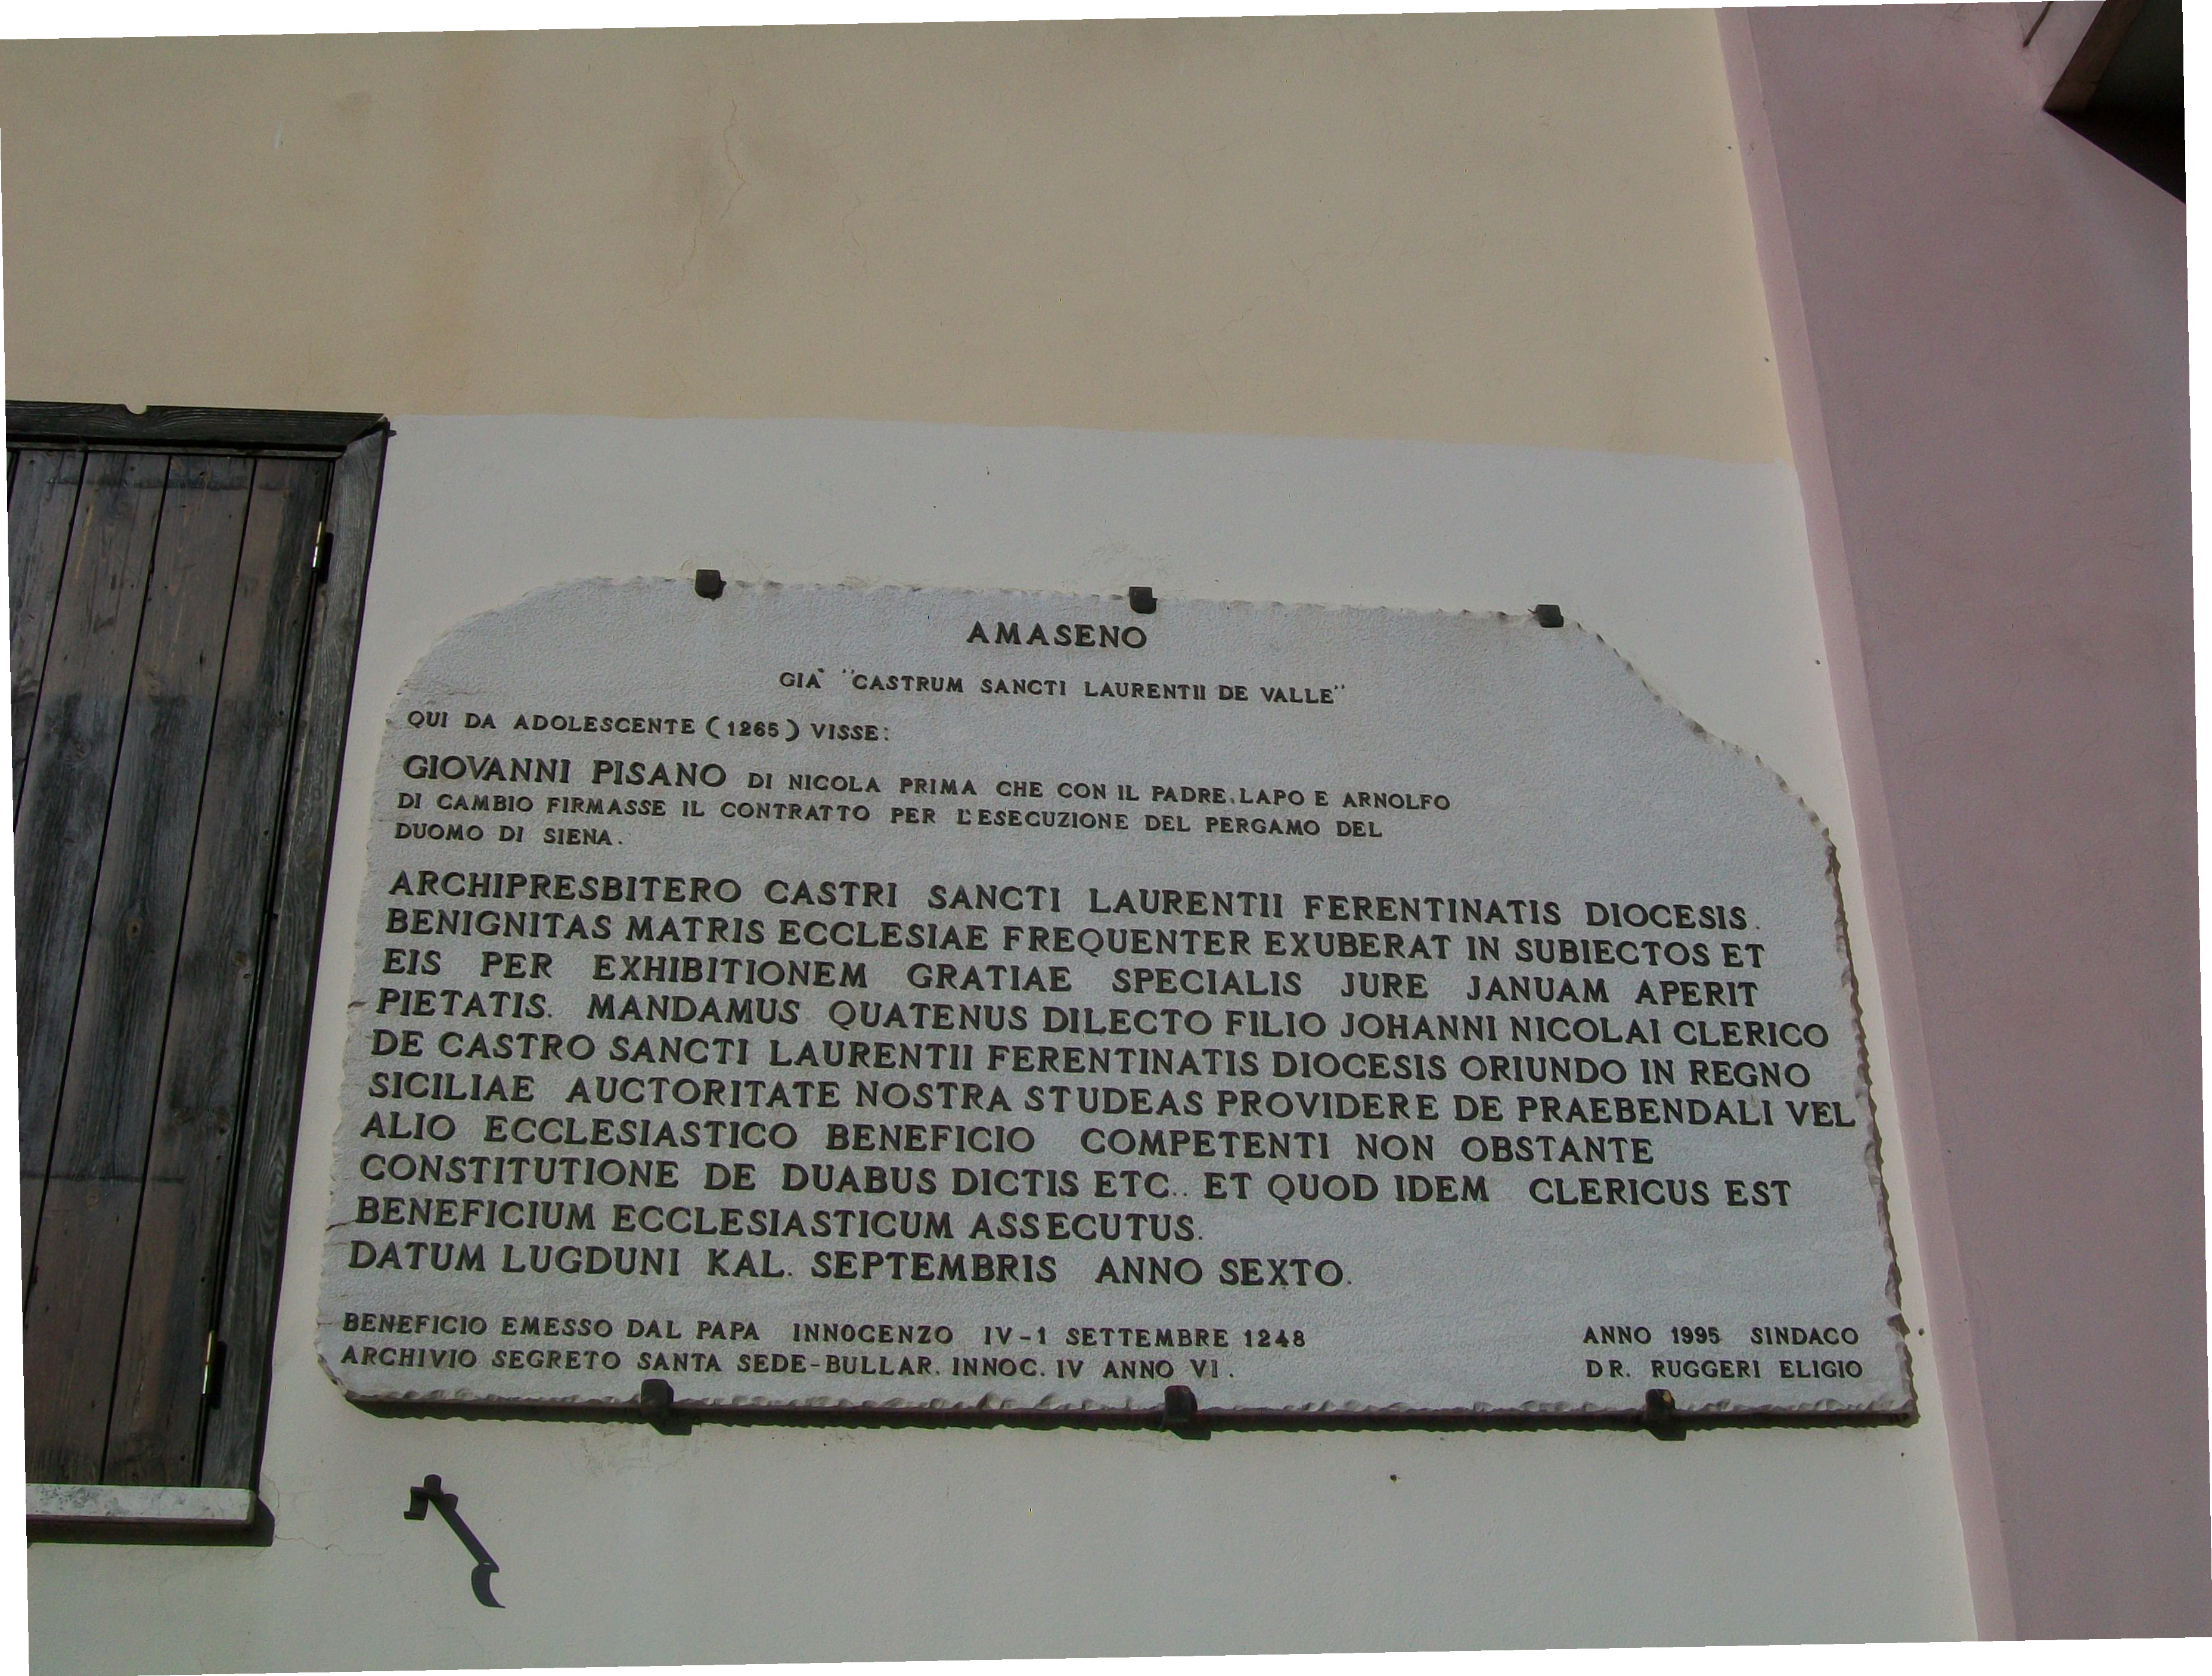 AMASENO
GIÀ "CASTRUM SANCTI LAURENTII DE VALLE"
QUI DA ADOLESCENTE (1265) VISSE:
GIOVANNI PISANO DI NICOLA PRIMA CHE CON IL PADRE, LAPO E ARNOLFO
DI CAMBIO FIRMASSE IL CONTRATTO PER L'ESECUZIONE DEL PERGAMO DEL
DUOMO DI SIENA.
ARCHIPRESBITERO CASTRI SANCTI LAURENTII FERENTINATIS DIOCESIS.
BENIGNITAS MATRIS ECCLESIAE FREQUENTER EXUBERAT IN SUBIECTOS ET
EIS PER EXHIBITIONEM GRATIAE SPECIALIS JURE JANUAM APERIT
PIETATIS. MANDAMUS QUATENUS DILECTO FILIO JOHANNI NICOLAI CLERICO
DE CASTRO SANCTI LAURENTII FERENTINATIS DIOCESIS ORIUNDO IN REGNO
SICILIAE AUCTORITATE NOSTRA STUDEAS PROVIDERE DE PRAEBENDALI VEL
ALIO ECCLESIASTICO BENEFICIO COMPETENTI NON OBSTANTE
CONSTITUTIONE DE DUABUS DICTIS ETC.. ET QUOD IDEM CLERICUS EST
BENEFICIUM ECCLESIASTICUM ASSECUTUS.
DATUM LUGDUNI KAL. SEPTEMBRIS ANNO SEXTO.
BENEFICIO EMESSO DAL PAPA INNOCENZO IV-1 SETTEMBRE 1248
ARCHIVIO SEGRETO SANTA SEDE-BULLAR. INNOC. IV ANNO VI.
ANNO 1995 SINDACO
DR. RUGGERI ELIGIO